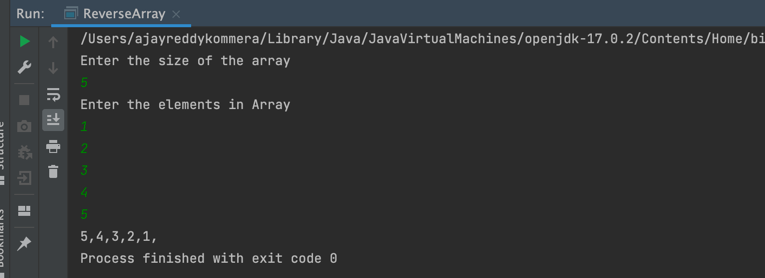 Run: ReverseArray
/Users/ajayreddykommera/Library/Java/JavaVirtualMachines/openjdk-17.0.2/Contents/Home/bi
Enter the size of the array
5
Enter the elements in Array
1
2
3
4
5
5,4,3,2,1,
Process finished with exit code 0
Structure
Bookmarks